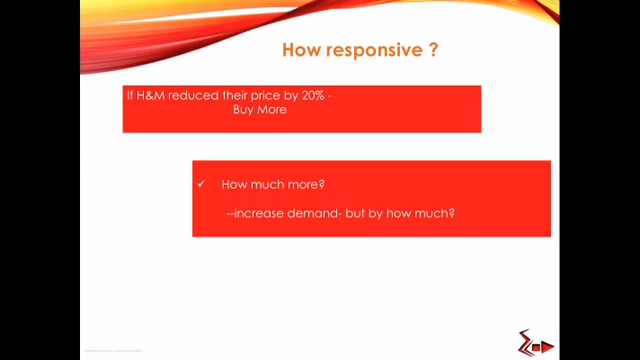 How responsive ?
If H&M reduced their price by 20% -
Buy More
✓ How much more?
--increase demand- but by how much?